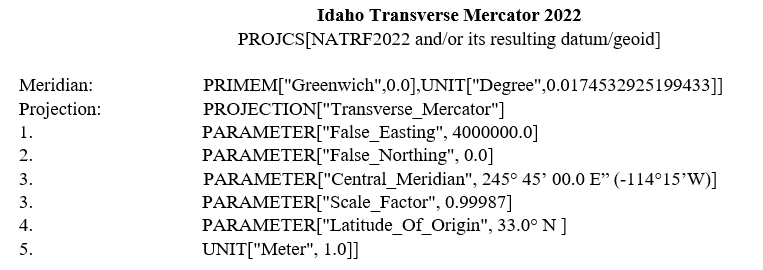 Idaho Transverse Mercator 2022
PROJCS[NATRF2022 and/or its resulting datum/geoid]
Meridian: PRIMEM["Greenwich",0.0],UNIT["Degree",0.0174532925199433]]
Projection: PROJECTION["Transverse_Mercator"]
1. PARAMETER["False_Easting", 4000000.0]
2. PARAMETER["False_Northing", 0.0]
3. PARAMETER["Central_Meridian", 245° 45’ 00.0 E” (-114°15’W)]
3. PARAMETER["Scale_Factor", 0.99987]
4. PARAMETER["Latitude_Of_Origin", 33.0° N ]
5. UNIT["Meter", 1.0]]